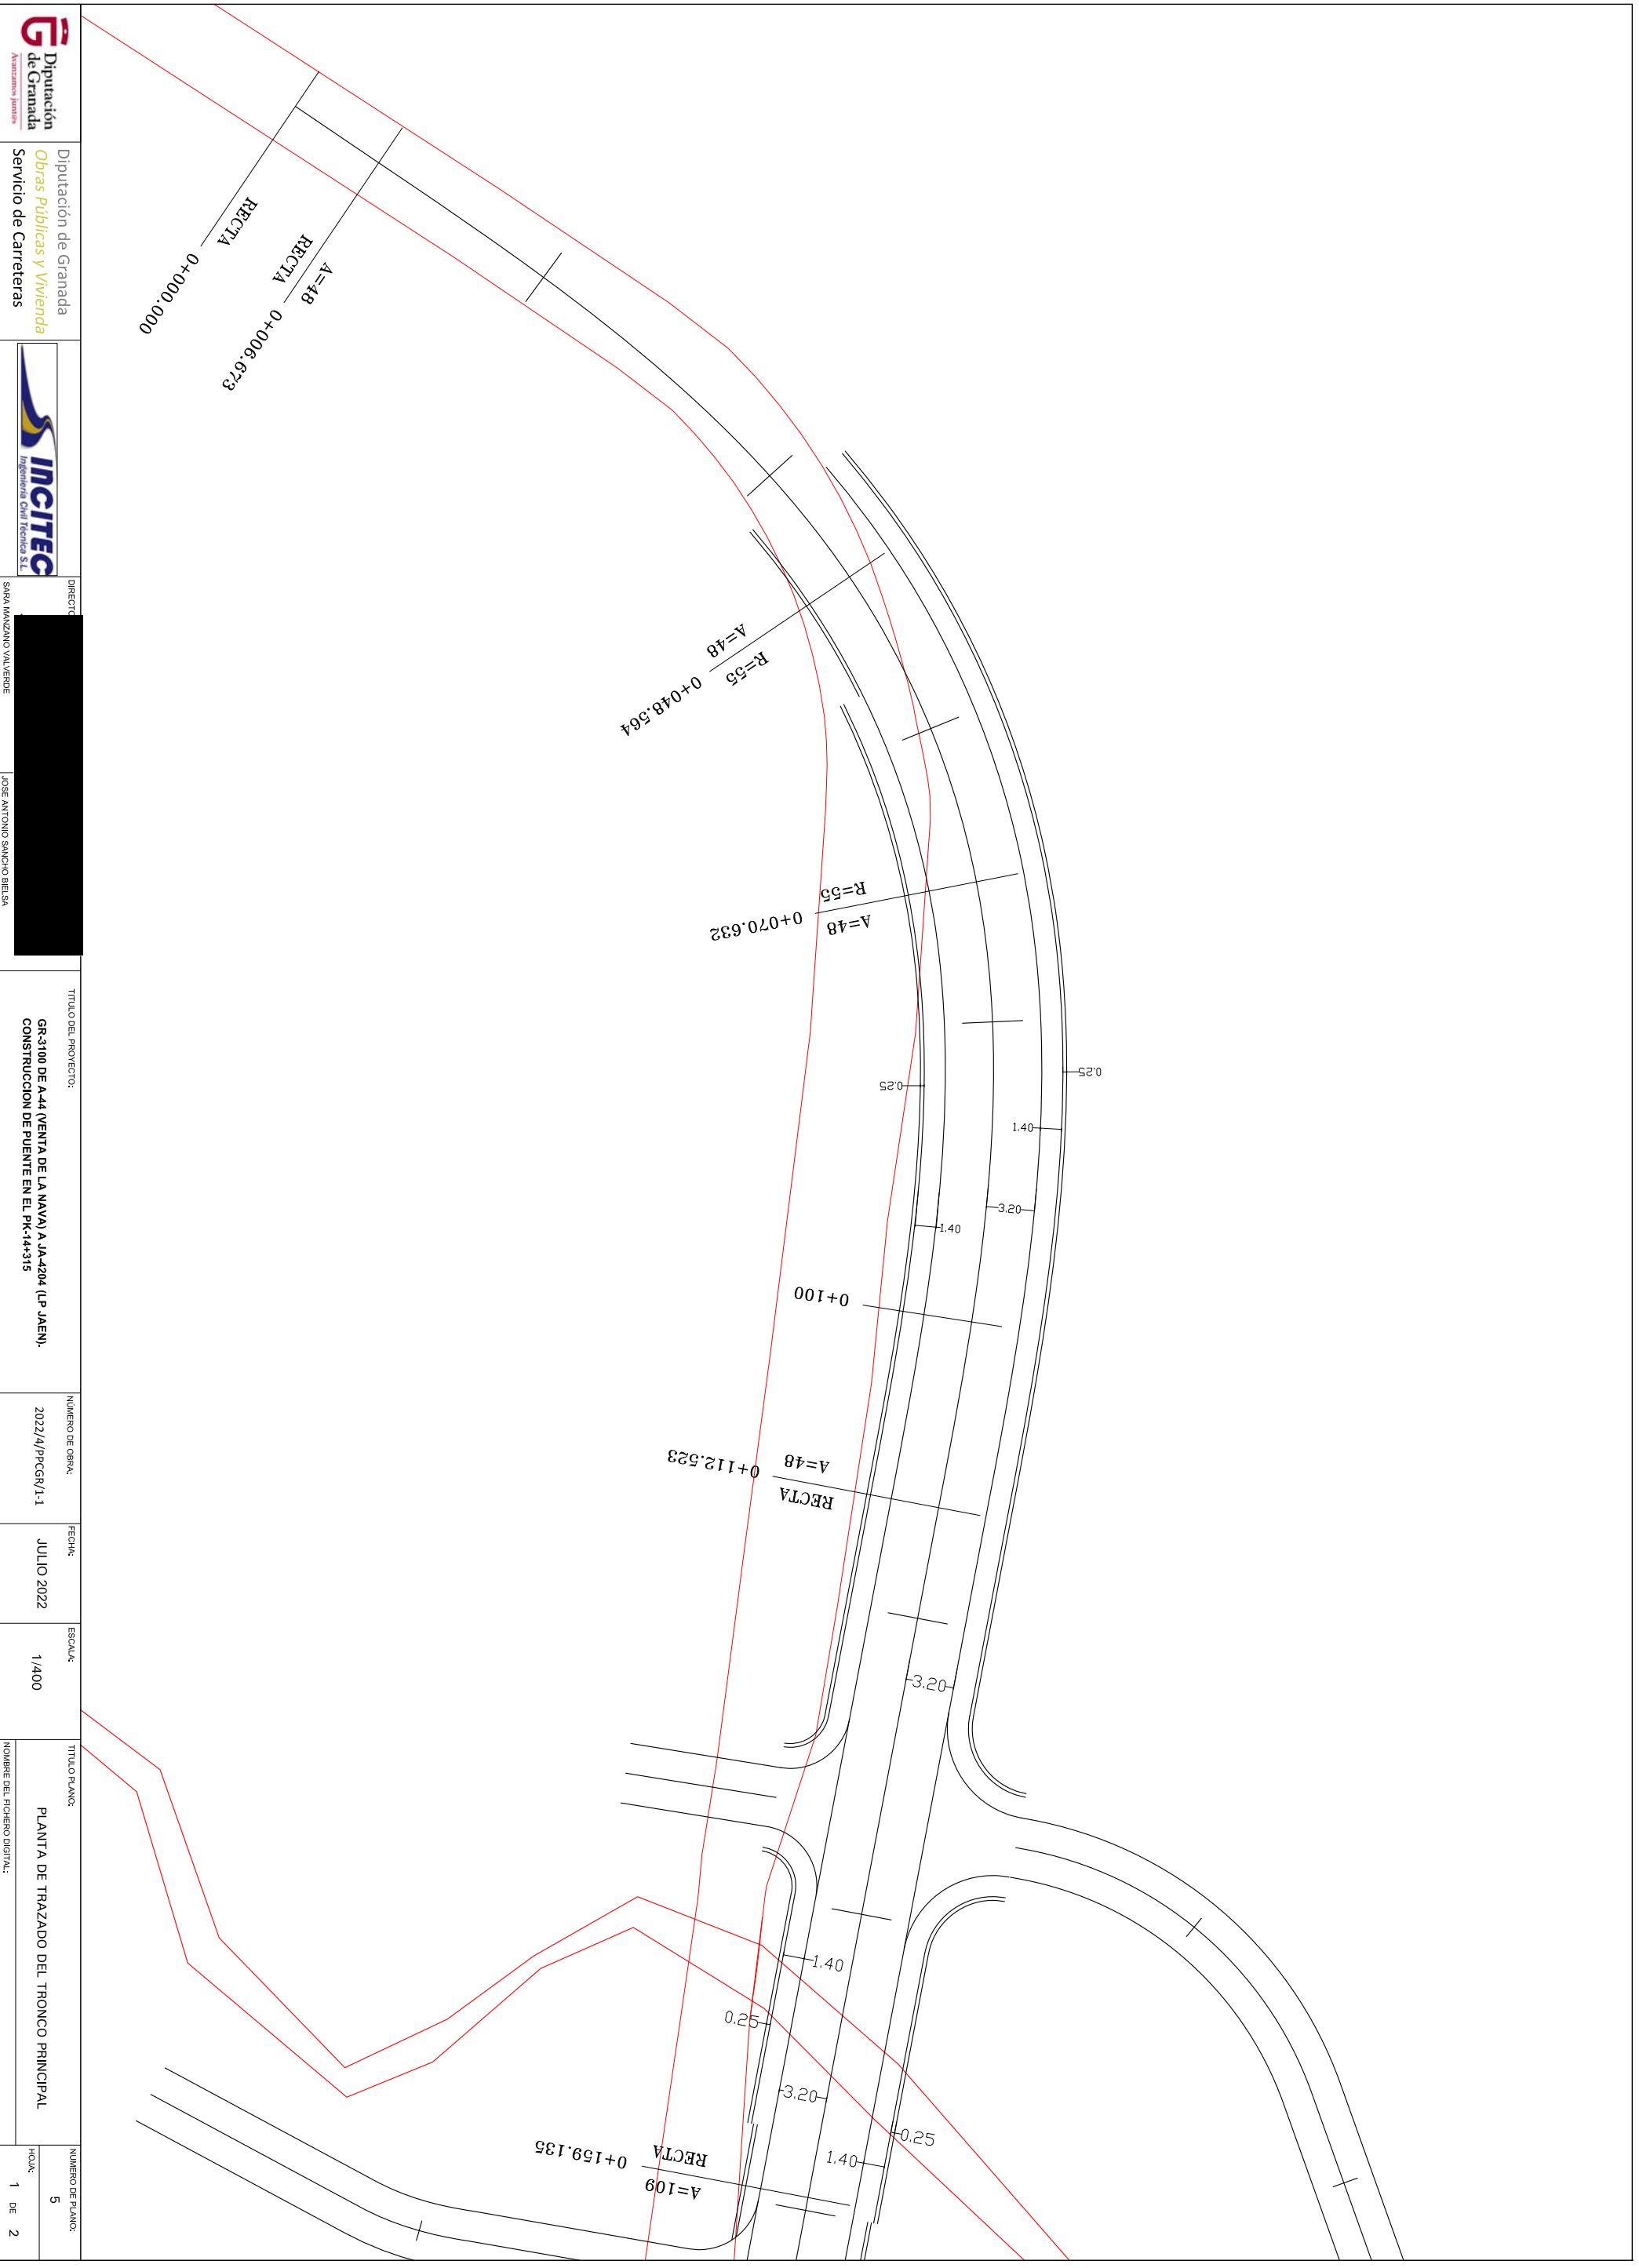 RECTA
0+000.000
A=48
RECTA
0+006.673
R=55
A=48
0+048.564
A=48
R=55
0+070.632
0.25
0.25
1.40
3.20
1.40
0+100
RECTA
A=48
0+112.523
3.20
1.40
0.25
3.20
0.25
1.40
A=109
RECTA
0+159.135
Diputación
de Granada
Avanzamos juntos
Diputación de Granada
Obras Públicas y Vivienda
Servicio de Carreteras
INCITEC
Ingeniería Civil Técnica S.L.
DIRECTO
SARA MANZANO VALVERDE
JOSE ANTONIO SANCHO BIELSA
TITULO DEL PROYECTO:
GR-3100 DE A-44 (VENTA DE LA NAVA) A JA-4204 (LP JAEN).
CONSTRUCCION DE PUENTE EN EL PK-14+315
NÚMERO DE OBRA:
2022/4/PPCGR/1-1
FECHA:
JULIO 2022
ESCALA:
1/400
TITULO PLANO:
PLANTA DE TRAZADO DEL TRONCO PRINCIPAL
NOMBRE DEL FICHERO DIGITAL:
NUMERO DE PLANO:
5
HOJA:
1 DE 2